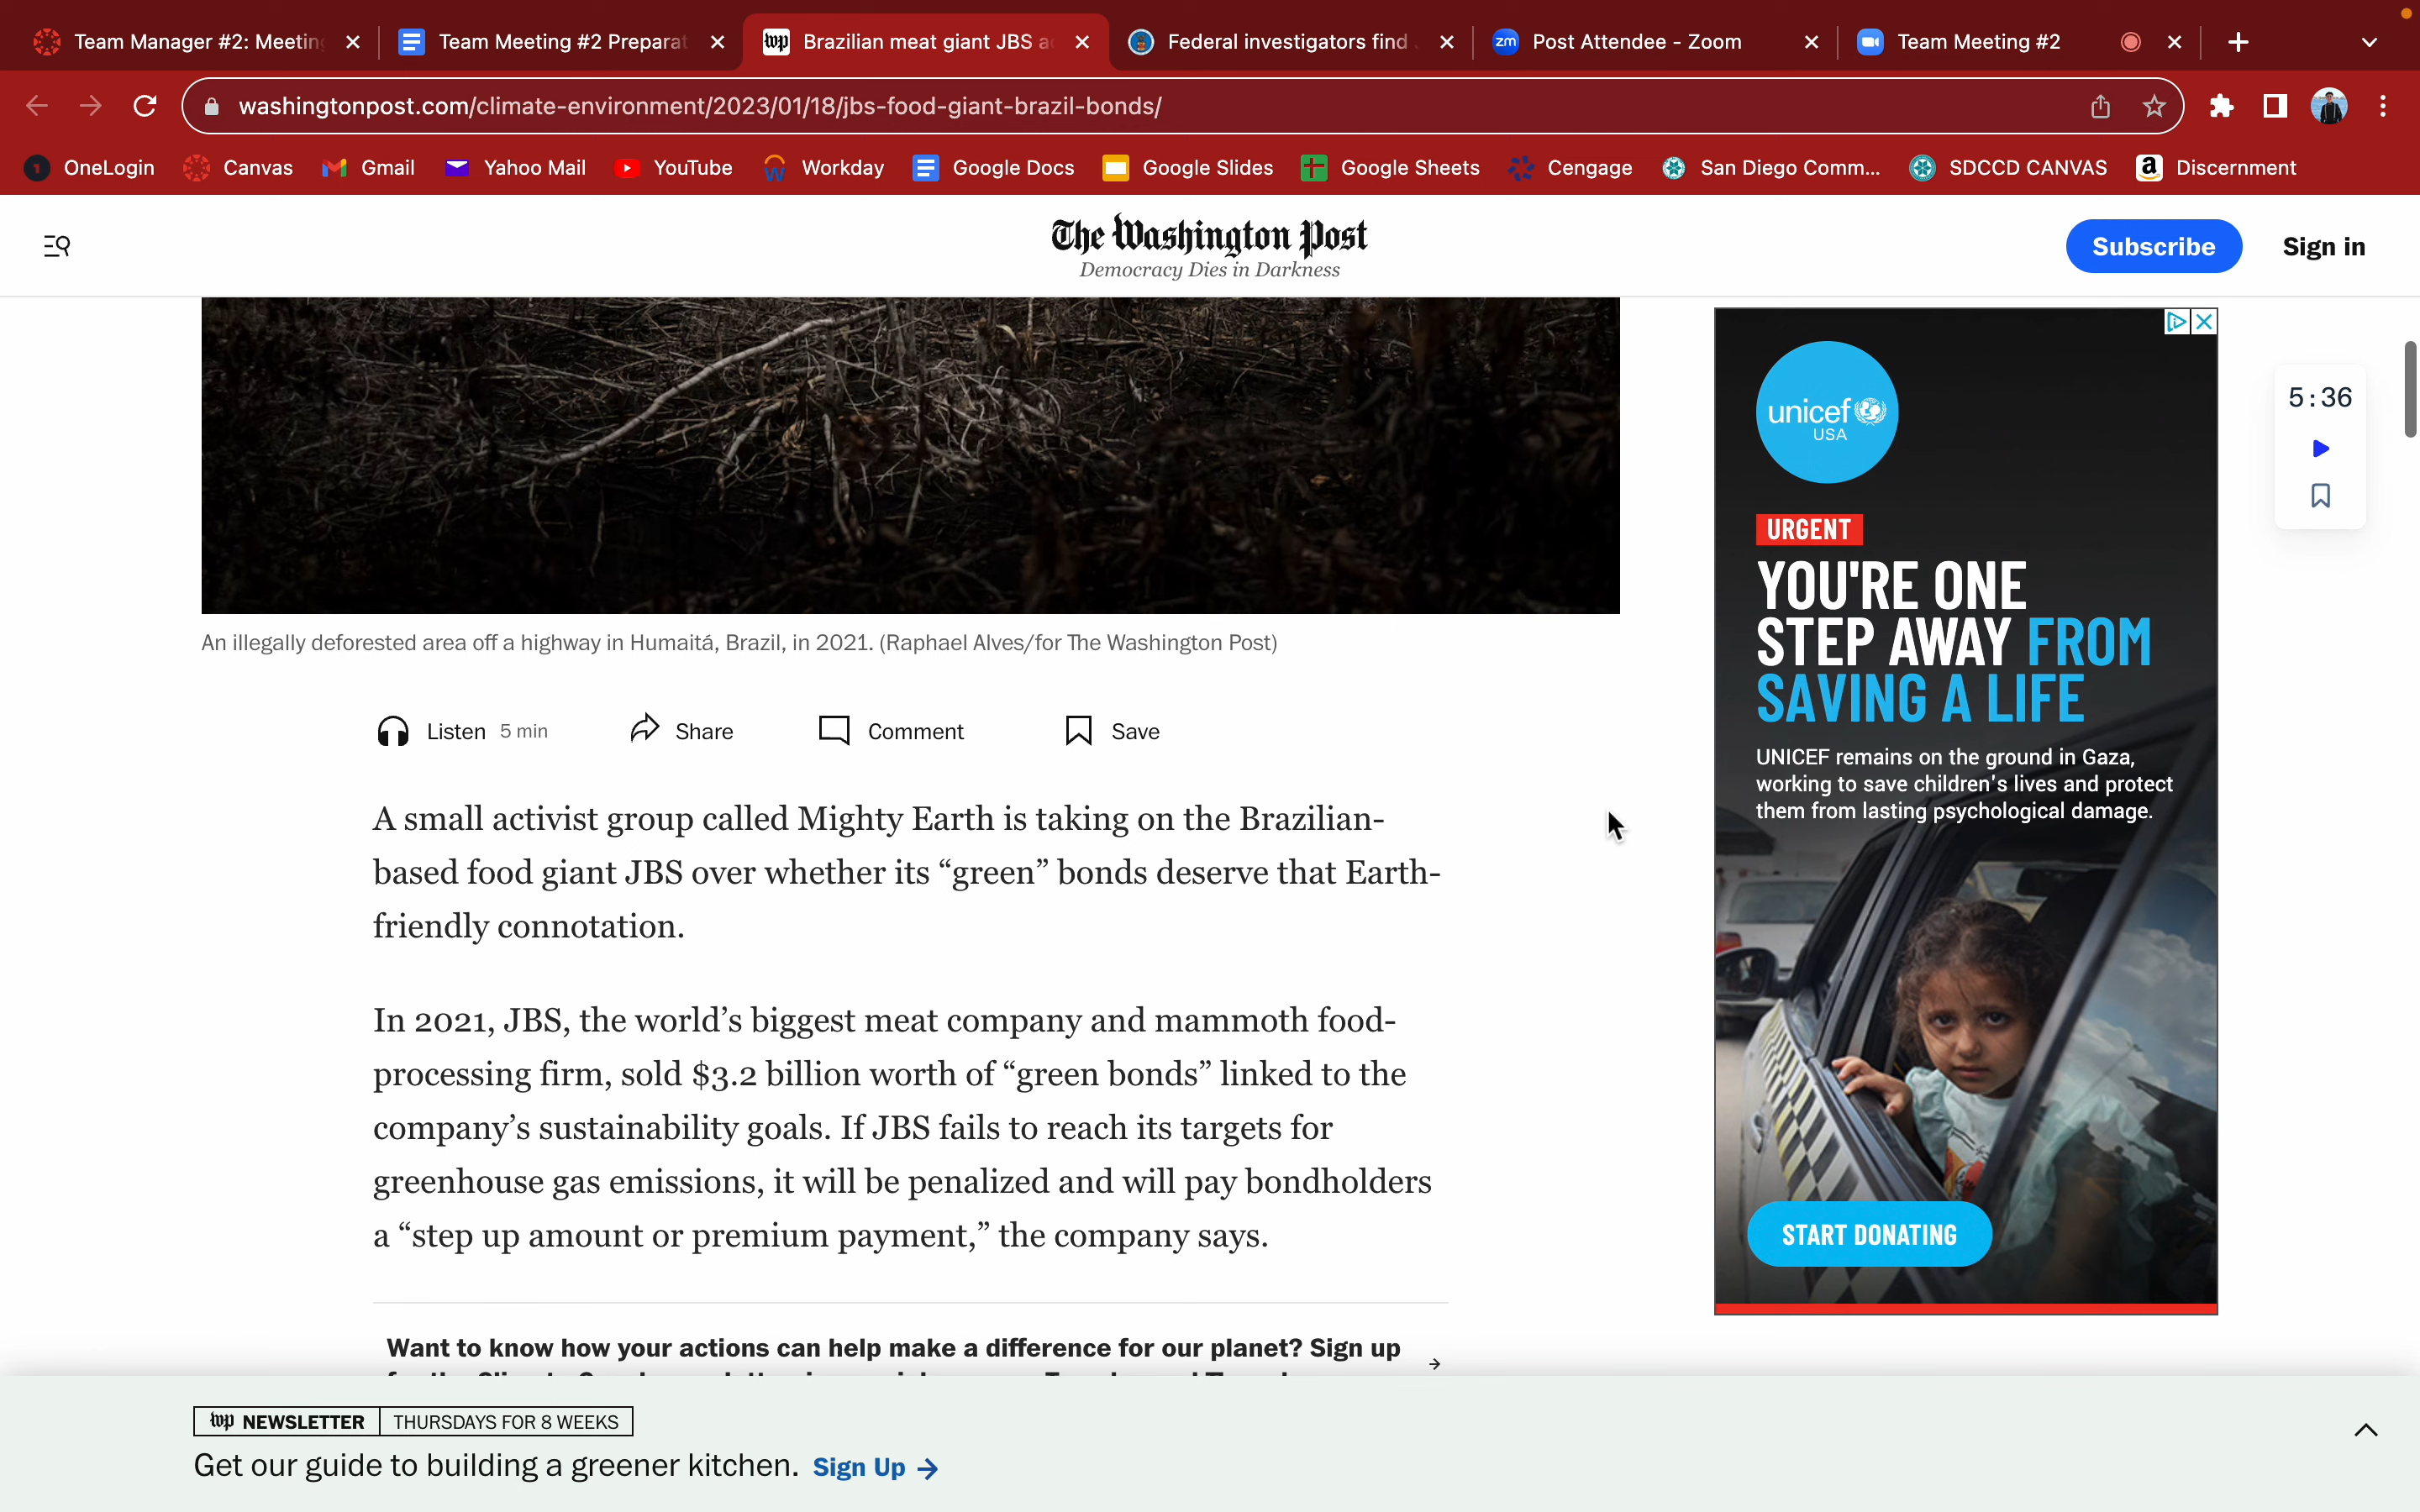 Team Manager #2: Meeting
Team Meeting #2 Preparat
Brazilian meat giant JBS a
Federal investigators find
zm Post Attendee - Zoom
Team Meeting #2
washingtonpost.com/climate-environment/2023/01/18/jbs-food-giant-brazil-bonds/
OneLogin
Canvas
Gmail
Yahoo Mail
YouTube
Workday
Google Docs
Google Slides
Google Sheets
Cengage
San Diego Comm...
SDCCD CANVAS
Discernment
The Washington Post
Democracy Dies in Darkness
Subscribe
Sign in
An illegally deforested area off a highway in Humaitá, Brazil, in 2021. (Raphael Alves/for The Washington Post)
Listen 5 min
Share
Comment
Save
A small activist group called Mighty Earth is taking on the Brazilian-
based food giant JBS over whether its “green” bonds deserve that Earth-
friendly connotation.
In 2021, JBS, the world’s biggest meat company and mammoth food-
processing firm, sold $3.2 billion worth of “green bonds” linked to the
company’s sustainability goals. If JBS fails to reach its targets for
greenhouse gas emissions, it will be penalized and will pay bondholders
a “step up amount or premium payment,” the company says.
Want to know how your actions can help make a difference for our planet? Sign up
unicef
USA
URGENT
YOU'RE ONE
STEP AWAY FROM
SAVING A LIFE
UNICEF remains on the ground in Gaza,
working to save children's lives and protect
them from lasting psychological damage.
START DONATING
5:36
wp NEWSLETTER THURSDAYS FOR 8 WEEKS
Get our guide to building a greener kitchen. Sign Up